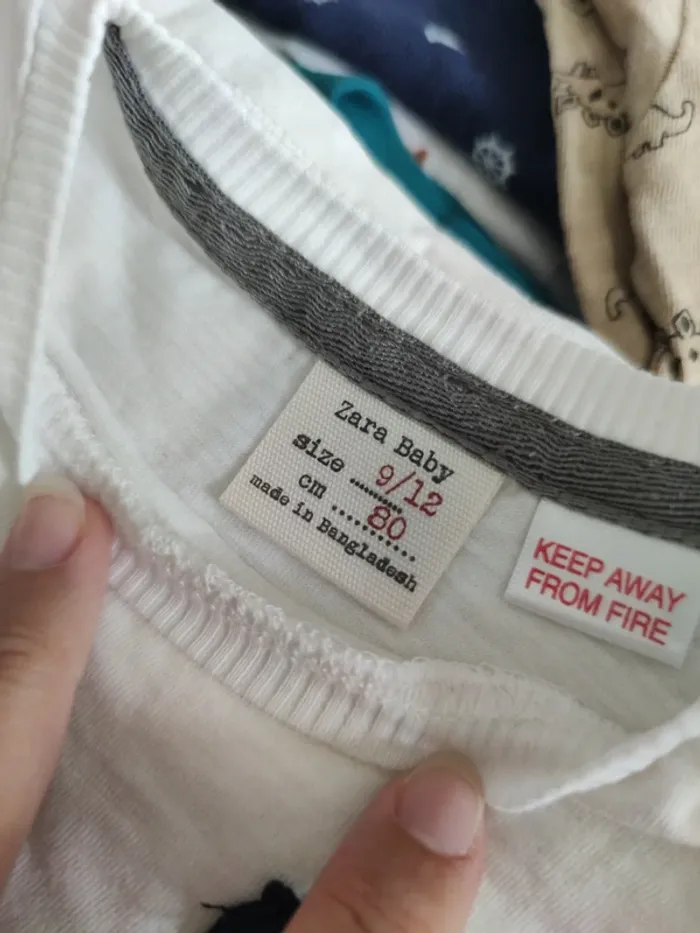 Zara Baby
size ........... 9/12
cm ........... 80
made in Bangladesh
KEEP AWAY
FROM FIRE